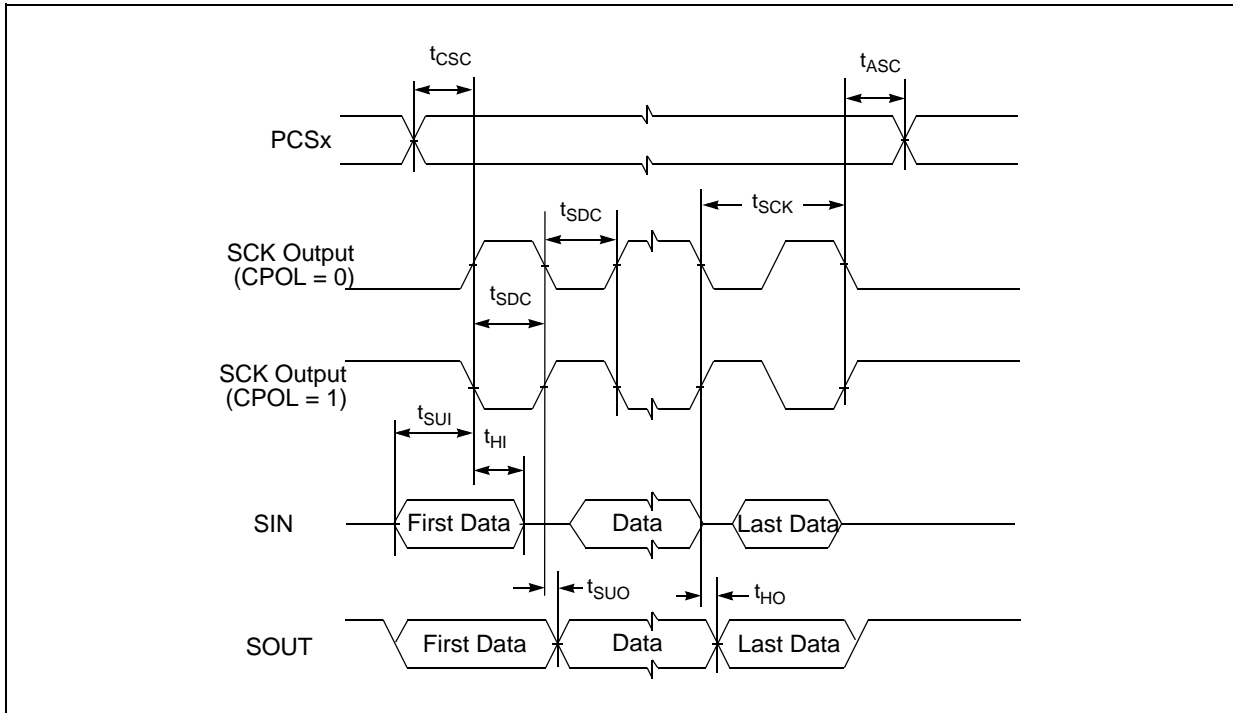 tCSC
tASC
PCSx
tSCK
tSDC
SCK Output
(CPOL = 0)
tSDC
SCK Output
(CPOL = 1)
tSUI
tHI
SIN
First Data
Data
Last Data
tSUO
tHO
SOUT
First Data
Data
Last Data